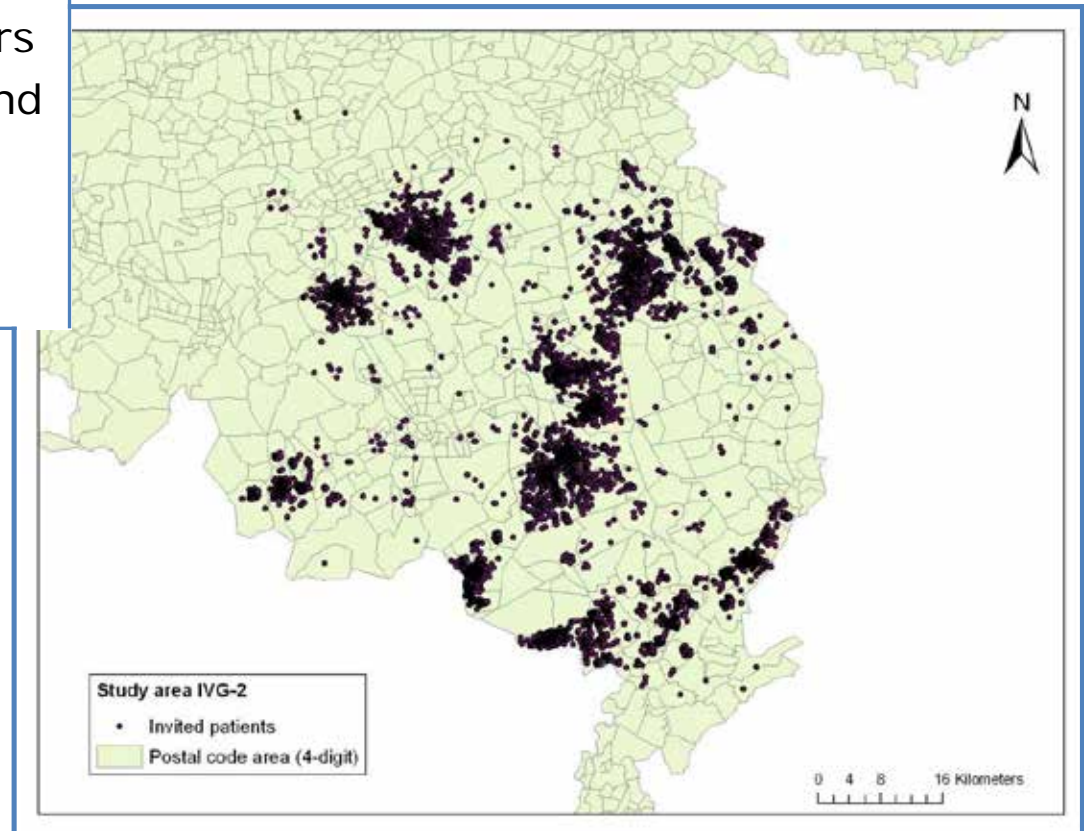 rs
nd
N
Study area IVG-2
Invited patients
Postal code area (4-digit)
0 4 8 16 Kilometers